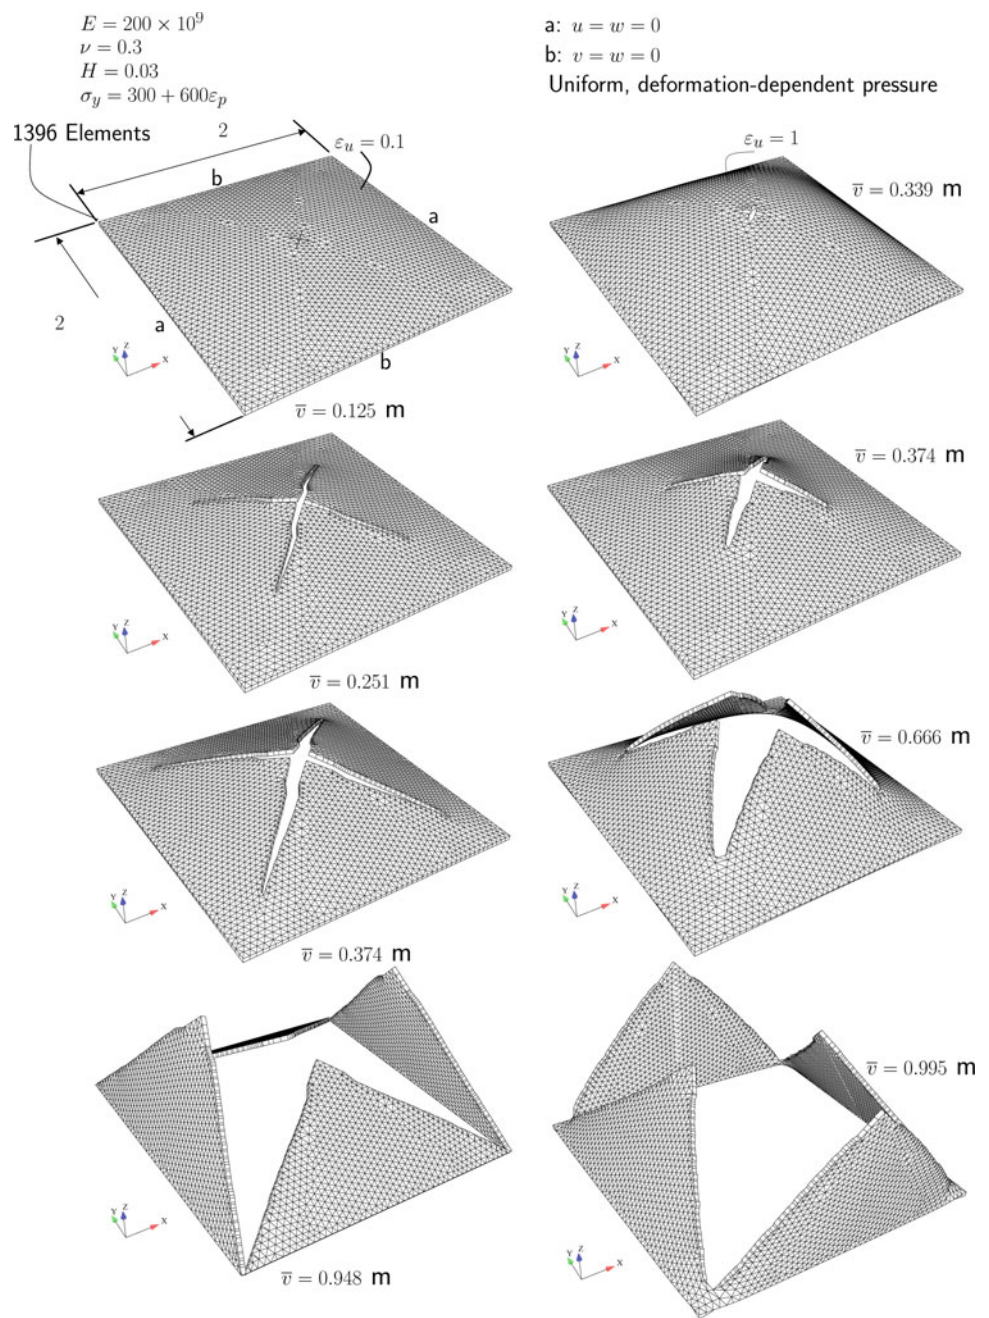 E = 200 × 10⁹
ν = 0.3
H = 0.03
σ_y = 300 + 600ε_p
a: u = w = 0
b: v = w = 0
Uniform, deformation-dependent pressure
1396 Elements
2
ε_u = 0.1
b
a
2
a
b
Y Z X
v̅ = 0.125 m
ε_u = 1
v̅ = 0.339 m
Y Z X
v̅ = 0.374 m
Y Z X
v̅ = 0.251 m
Y Z X
v̅ = 0.666 m
Y Z X
v̅ = 0.374 m
Y Z X
v̅ = 0.995 m
Y Z X
v̅ = 0.948 m
Y Z X